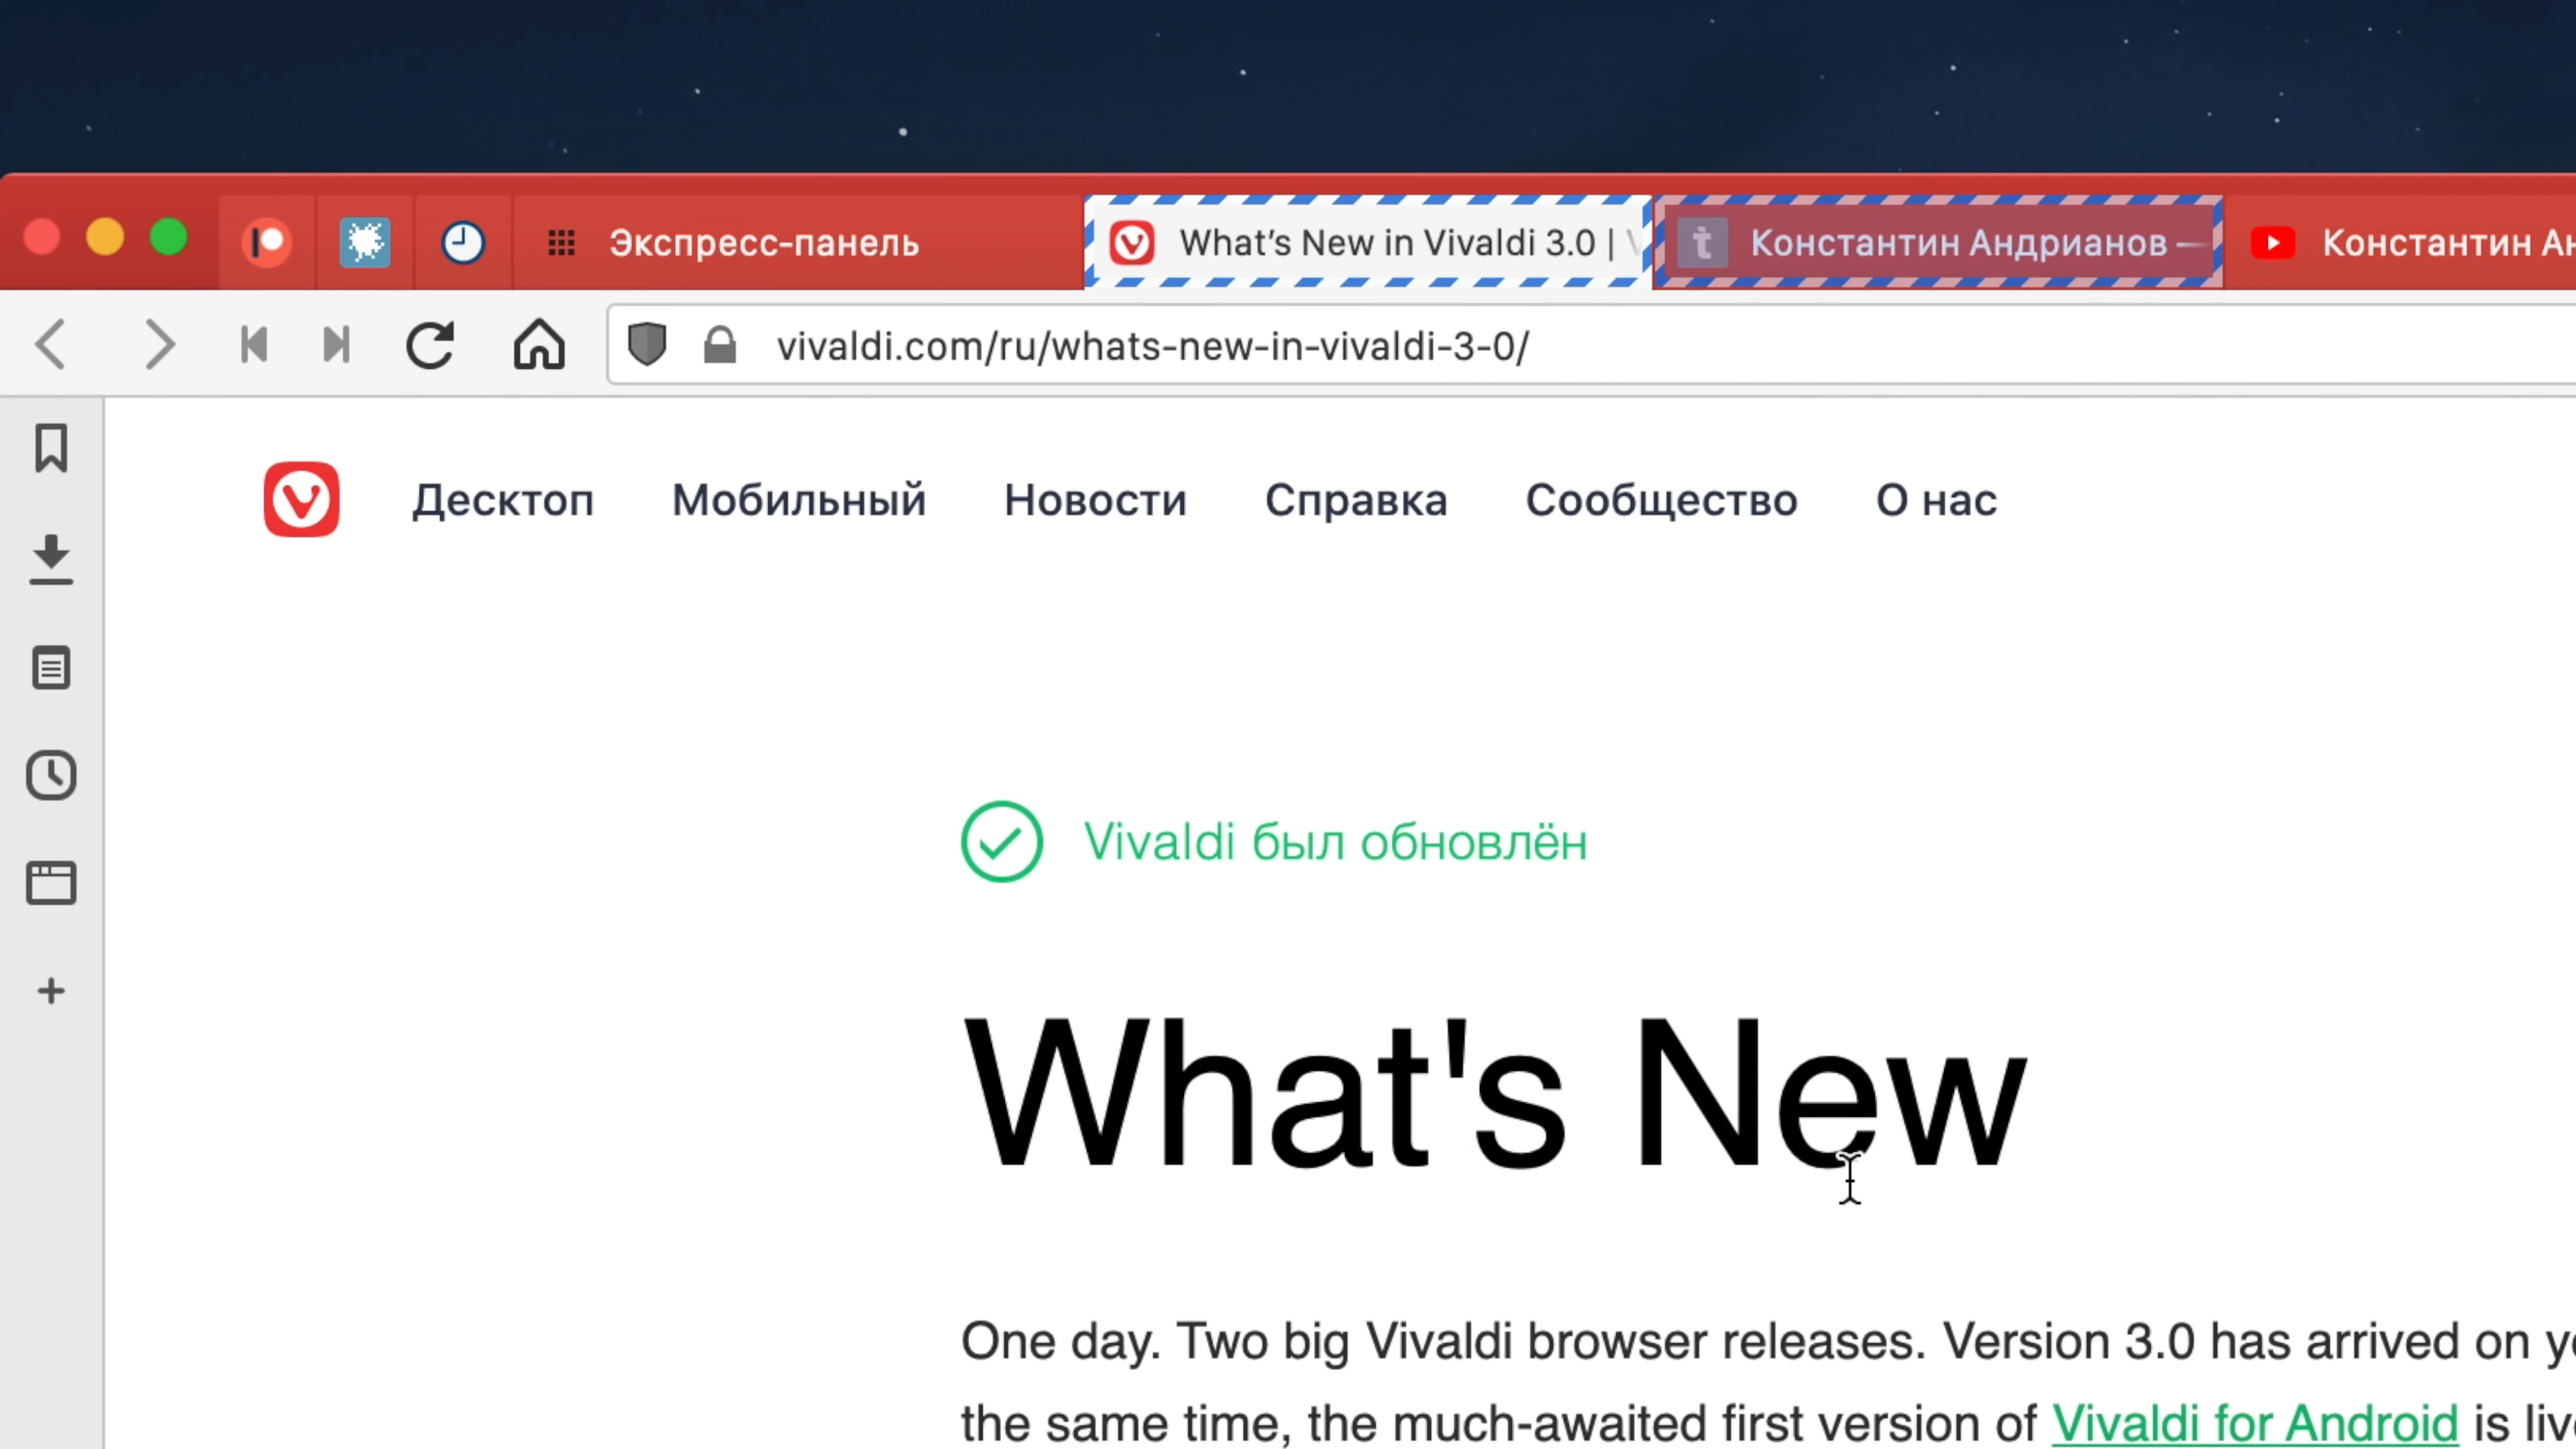 Экспресс-панель
What’s New in Vivaldi 3.0 |
Константин Андрианов —
Константин
vivaldi.com/ru/whats-new-in-vivaldi-3-0/
Десктоп Мобильный Новости Справка Сообщество О нас
Vivaldi был обновлён
What's New
One day. Two big Vivaldi browser releases. Version 3.0 has arrived on
the same time, the much-awaited first version of Vivaldi for Android is